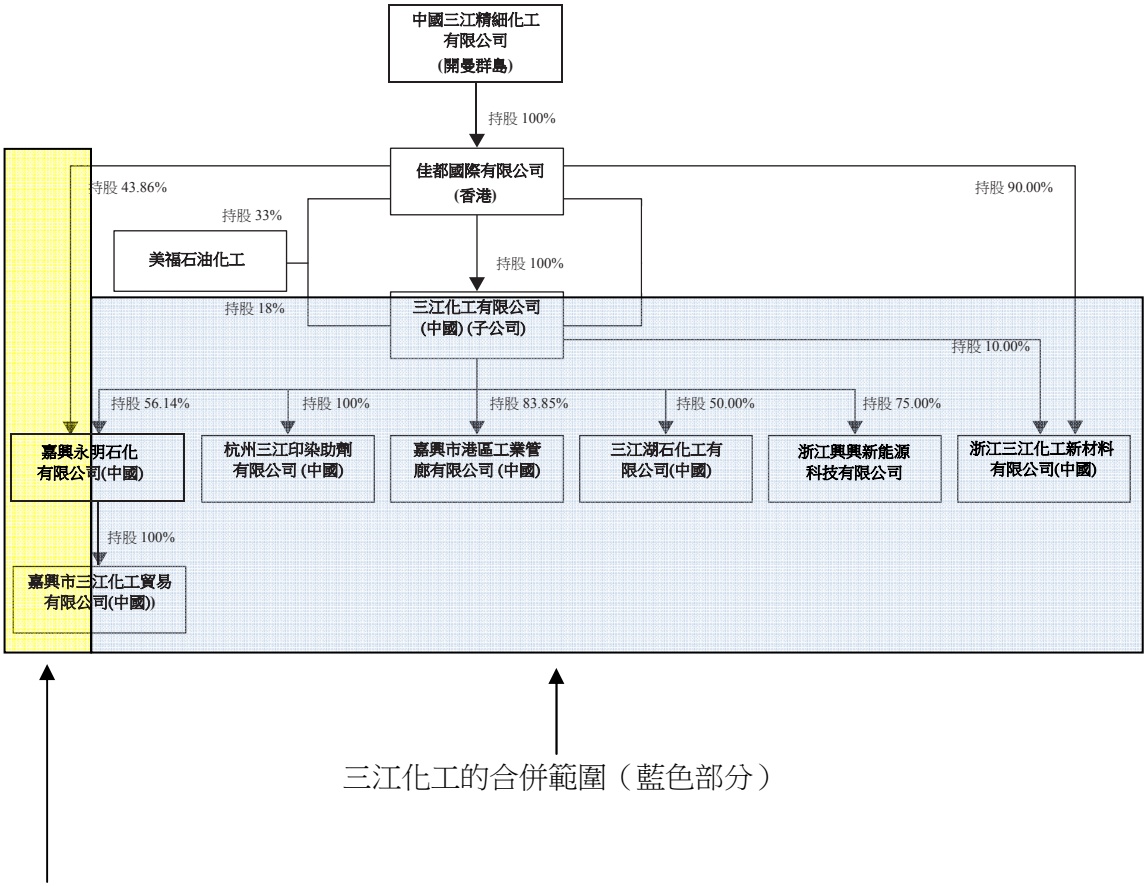 中國三江精細化工
有限公司
(開曼群島)
持股 100%
佳都國際有限公司
(香港)
持股 43.86%
持股 90.00%
持股 33%
美福石油化工
持股 100%
持股 18%
三江化工有限公司
(中國) (子公司)
持股 10.00%
持股 56.14%
持股 100%
持股 83.85%
持股 50.00%
持股 75.00%
嘉興永明石化
有限公司(中國)
杭州三江印染助劑
有限公司 (中國)
嘉興市港區工業管
廊有限公司 (中國)
三江湖石化工有
限公司(中國)
浙江興興新能源
科技有限公司
浙江三江化工新材料
有限公司(中國)
持股 100%
嘉興市三江化工貿易
有限公司(中國))
三江化工的合併範圍（藍色部分）